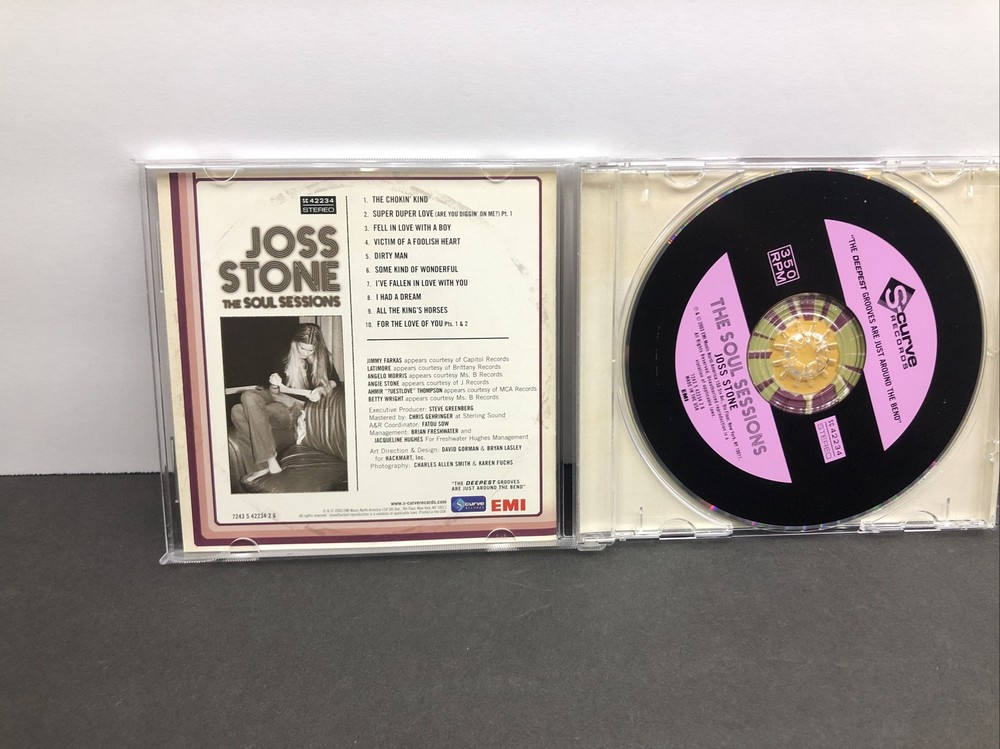 SC 42234
STEREO
JOSS
STONE
THE SOUL SESSIONS
1. THE CHOKIN' KIND
2. SUPER DUPER LOVE (ARE YOU DIGGIN' ON ME?) Pt. 1
3. FELL IN LOVE WITH A BOY
4. VICTIM OF A FOOLISH HEART
5. DIRTY MAN
6. SOME KIND OF WONDERFUL
7. I'VE FALLEN IN LOVE WITH YOU
8. I HAD A DREAM
9. ALL THE KING'S HORSES
10. FOR THE LOVE OF YOU Pts. 1 & 2
JIMMY FARKAS appears courtesy of Capitol Records
LATIMORE appears courtesy of Brittany Records
ANGELO MORRIS appears courtesy Ms. B Records
ANGIE STONE appears courtesy of J Records
AHMIR "?UESTLOVE" THOMPSON appears courtesy of MCA Records
BETTY WRIGHT appears courtesy Ms. B Records
Executive Producer: STEVE GREENBERG
Mastered by: CHRIS GEHRINGER at Sterling Sound
A&R Coordinator: FATOU SOW
Management: BRIAN FRESHWATER and
JACQUELINE HUGHES For Freshwater Hughes Management
Art Direction & Design: DAVID GORMAN & BRYAN LASLEY
for HACKMART, Inc.
Photography: CHARLES ALLEN SMITH & KAREN FUCHS
"THE DEEPEST GROOVES
ARE JUST AROUND THE BEND"
www.s-curverecords.com
S-curve
RECORDS
EMI
7243 5 42234 2 6
"THE DEEPEST GROOVES ARE JUST AROUND THE BEND"
S-curve
RECORDS
350
RPM
THE SOUL SESSIONS
JOSS STONE
EMI
SC 42234
STEREO